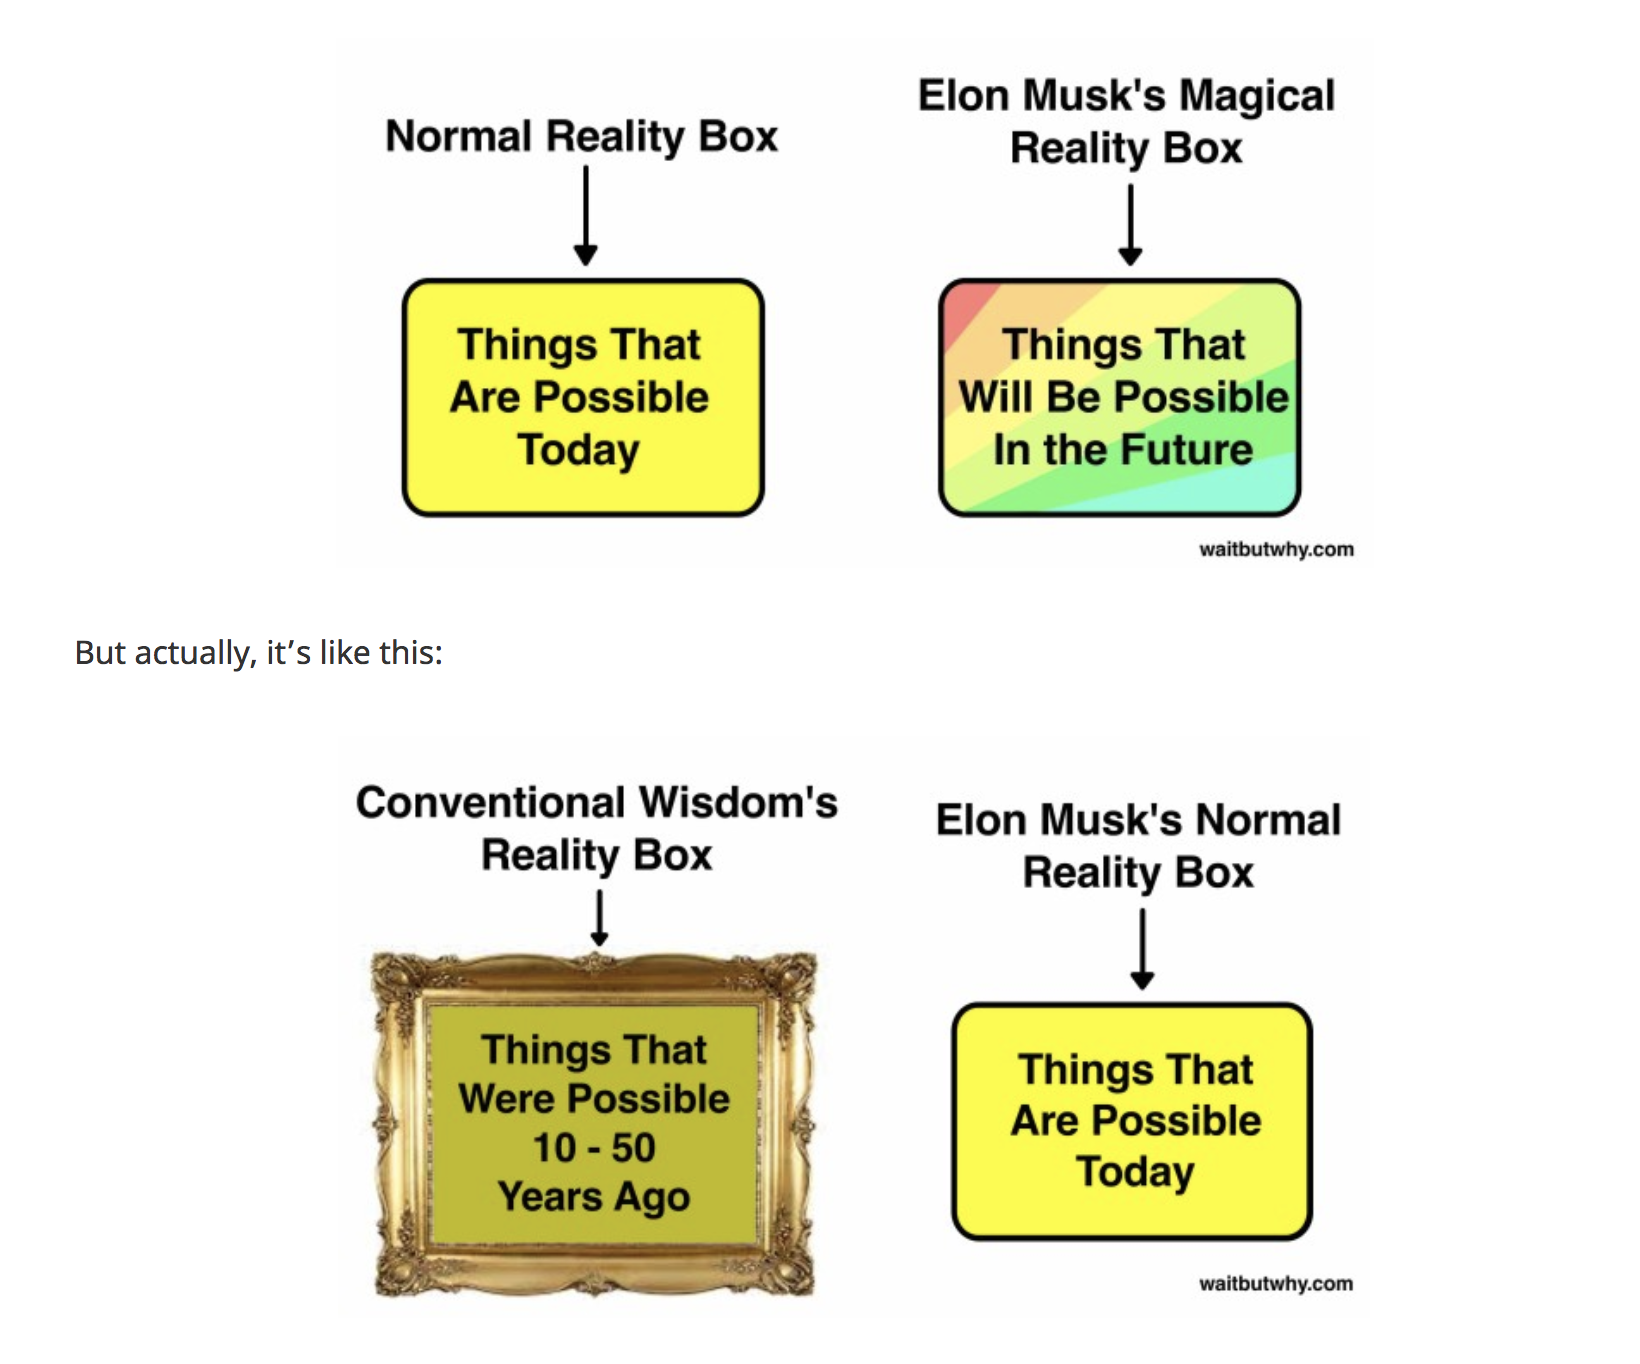 Normal Reality Box
Elon Musk's Magical
Reality Box
Things That
Are Possible
Today
Things That
Will Be Possible
In the Future
waitbutwhy.com
But actually, it’s like this:
Conventional Wisdom's
Reality Box
Elon Musk's Normal
Reality Box
Things That
Were Possible
10 - 50
Years Ago
Things That
Are Possible
Today
waitbutwhy.com